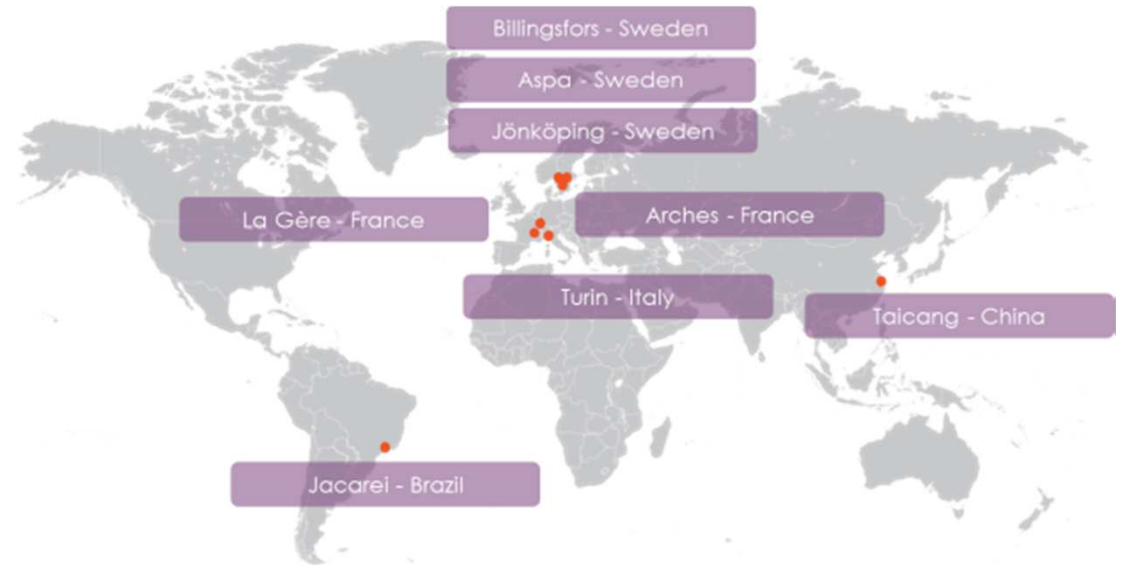 Billingsfors - Sweden
Aspa - Sweden
Jönköping - Sweden
La Gère - France
Arches - France
Turin - Italy
Taicang - China
Jacarei - Brazil